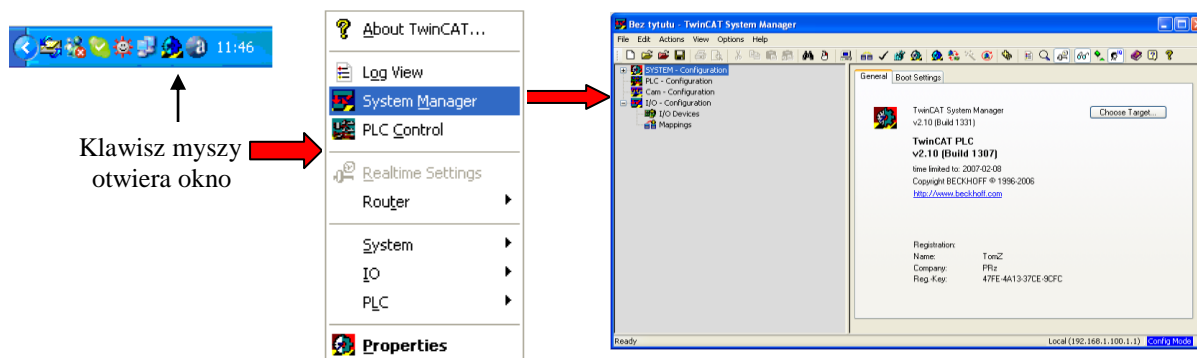 11:46
Klawisz myszy
otwiera okno
About TwinCAT...
Log View
System Manager
PLC Control
Realtime Settings
Router
System
IO
PLC
Properties
Bez tytułu - TwinCAT System Manager
File Edit Actions View Options Help
SYSTEM - Configuration
PLC - Configuration
Cam - Configuration
I/O - Configuration
I/O Devices
Mappings
General Boot Settings
TwinCAT System Manager
v2.10 (Build 1331)
Choose Target...
TwinCAT PLC
v2.10 (Build 1307)
time limited to: 2007-02-08
Copyright BECKHOFF © 1996-2006
http://www.beckhoff.com
Registration:
Name: TomZ
Company: PRz
Reg.-Key: 47FE-4A13-37CE-9CFC
Ready Local (192.168.1.100.1.1) Config Mode